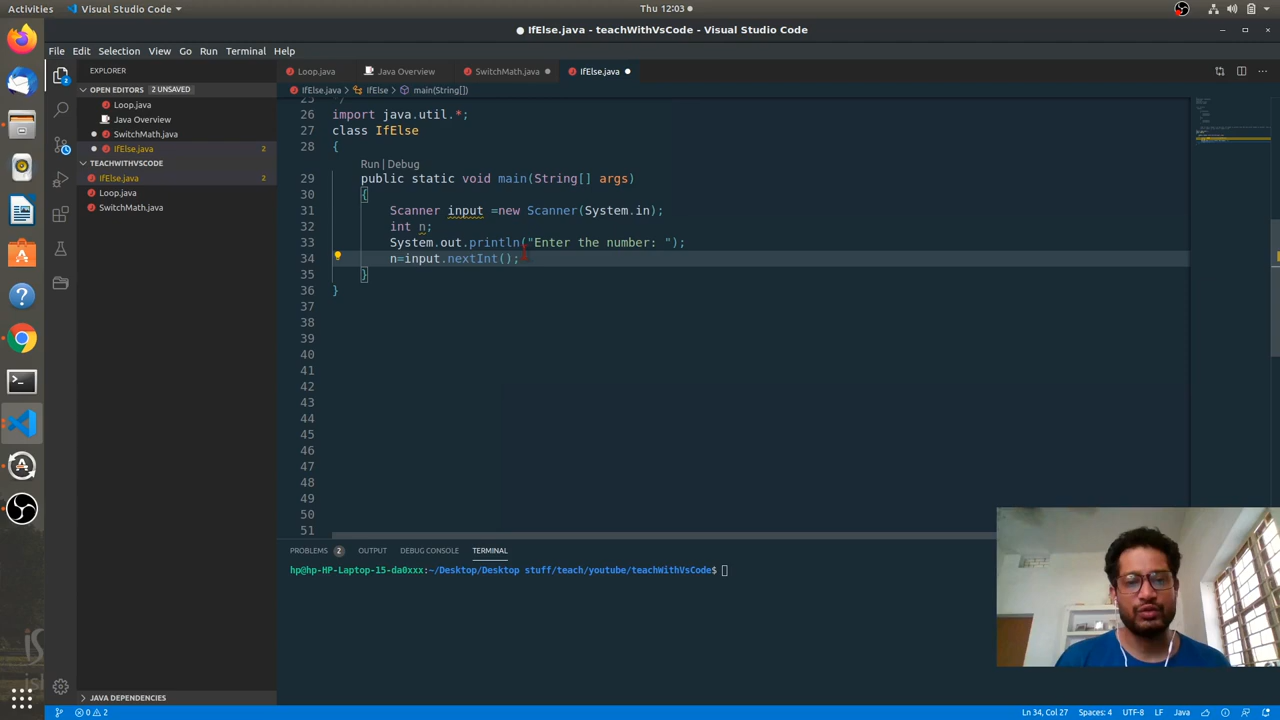 Activities Visual Studio Code Thu 12:03
IfElse.java - teachWithVsCode - Visual Studio Code
File Edit Selection View Go Run Terminal Help
EXPLORER
OPEN EDITORS 2 UNSAVED
Loop.java
Java Overview
SwitchMath.java
IfElse.java 2
TEACHWITHVSCODE
IfElse.java 2
Loop.java
SwitchMath.java
JAVA DEPENDENCIES
Loop.java Java Overview SwitchMath.java IfElse.java
IfElse.java > IfElse > main(String[])
25 */
26 import java.util.*;
27 class IfElse
28 {
Run | Debug
29 public static void main(String[] args)
30 {
31 Scanner input =new Scanner(System.in);
32 int n;
33 System.out.println("Enter the number: ");
34 n=input.nextInt();
35 }
36 }
37
38
39
40
41
42
43
44
45
46
47
48
49
50
51
PROBLEMS 2 OUTPUT DEBUG CONSOLE TERMINAL
hp@hp-HP-Laptop-15-da0xxx:~/Desktop/Desktop stuff/teach/youtube/teachWithVsCode$
0 2 Ln 34, Col 27 Spaces: 4 UTF-8 LF Java